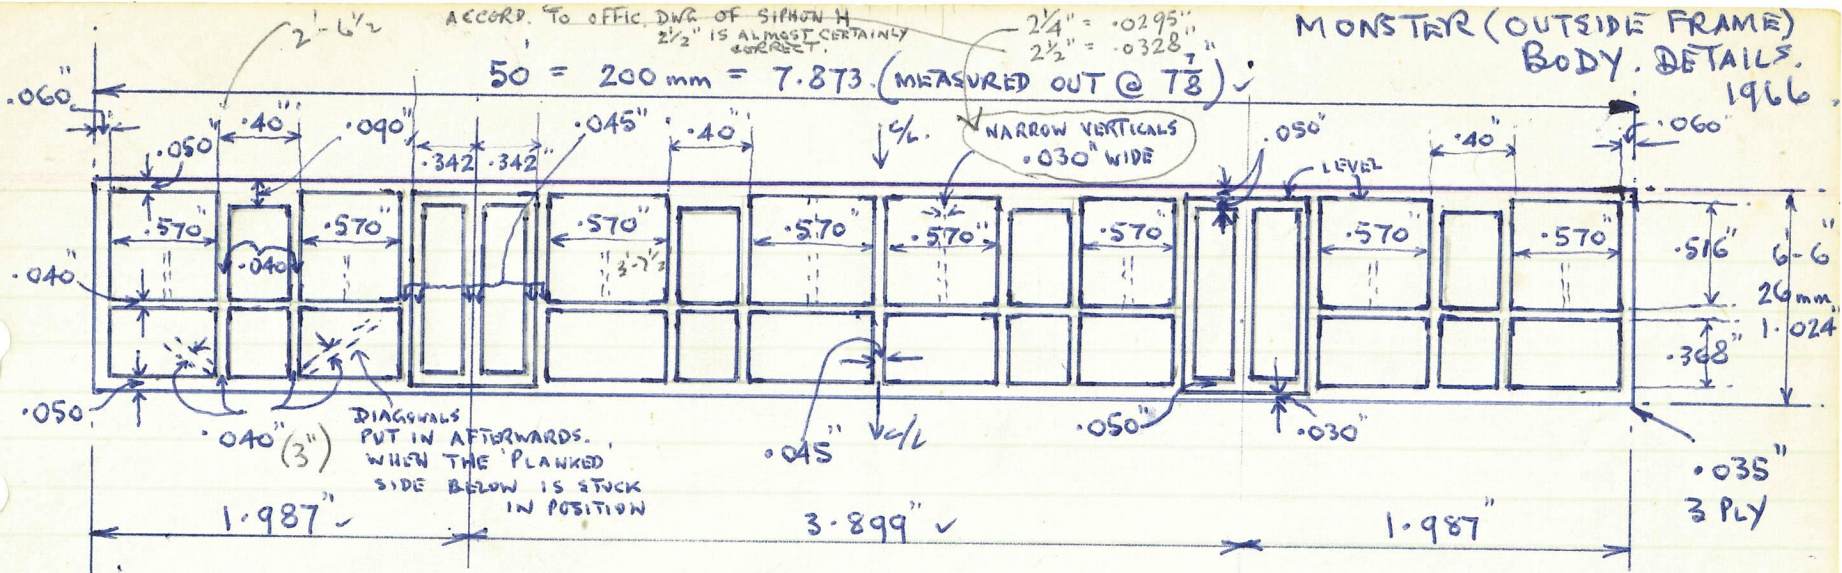 2'-6½
ACCORD. TO OFFIC. DWG OF SIPHON H
2½" IS ALMOST CERTAINLY
CORRECT.
2¼" = .0295"
2½" = .0328"
MONSTER (OUTSIDE FRAME)
BODY. DETAILS.
1966.
50' = 200 mm = 7.873. (MEASURED OUT @ 7⅞") ✓
.060"
.050"
.40"
.090"
.342 .342"
.045"
.40"
C/L.
NARROW VERTICALS
.030" WIDE
.050"
LEVEL
.40"
.060"
.570" .570" .570" .570" .570" .570" .570" .570"
.040"
3'-7½
.516"
6'-6"
26mm
1.024"
.040"
.368"
.050
.040" (3")
DIAGONALS
PUT IN AFTERWARDS.
WHEN THE 'PLANKED'
SIDE BELOW IS STUCK
IN POSITION
.045"
C/L
.050"
.030"
.035"
3 PLY
1.987" ✓
3.899" ✓
1.987"